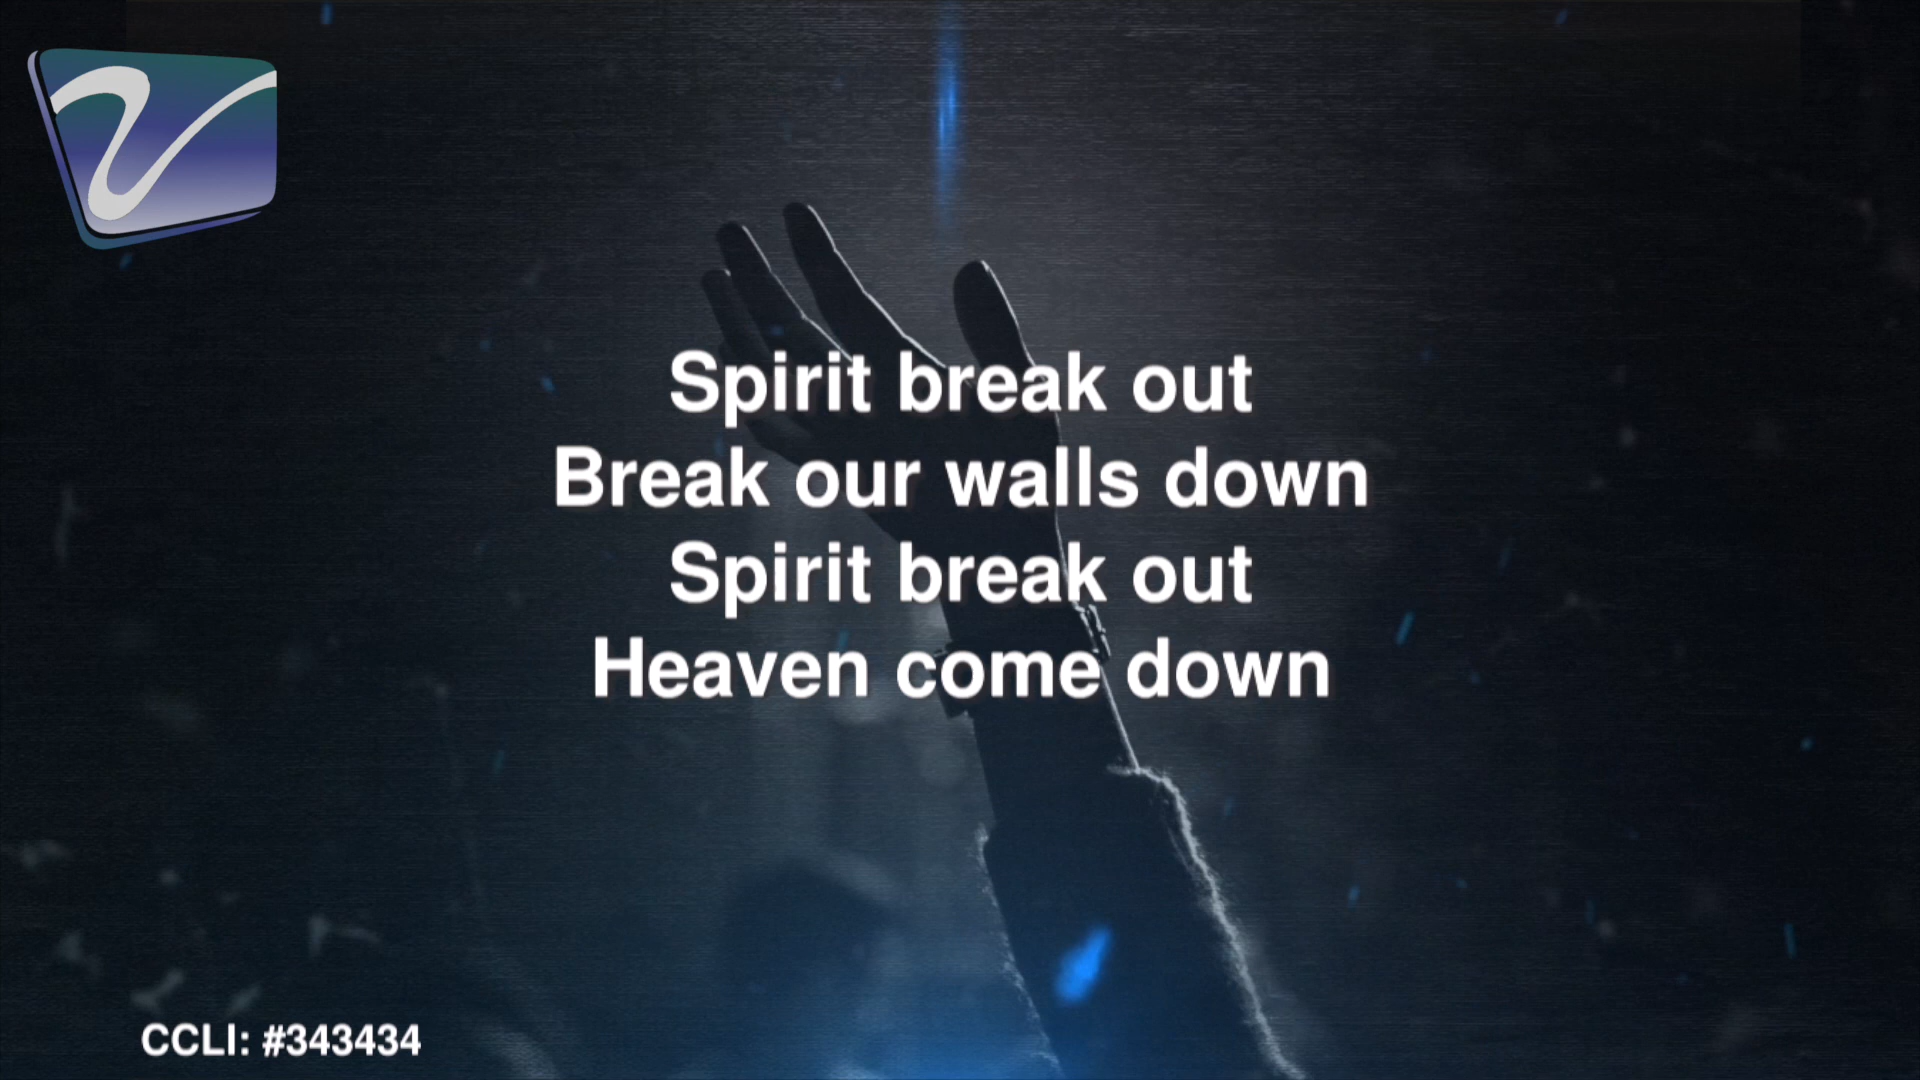 Spirit break out
Break our walls down
Spirit break out
Heaven come down
CCLI: #343434